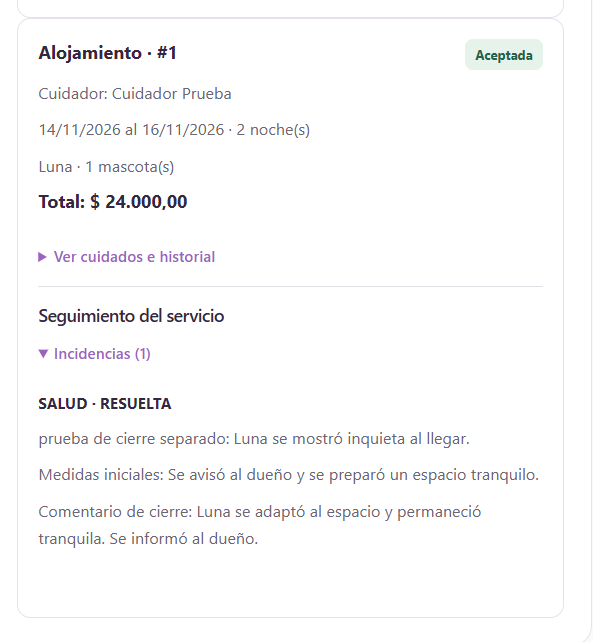 Alojamiento · #1
Aceptada
Cuidador: Cuidador Prueba
14/11/2026 al 16/11/2026 · 2 noche(s)
Luna · 1 mascota(s)
Total: $ 24.000,00
▶ Ver cuidados e historial
Seguimiento del servicio
▼ Incidencias (1)
SALUD · RESUELTA
prueba de cierre separado: Luna se mostró inquieta al llegar.
Medidas iniciales: Se avisó al dueño y se preparó un espacio tranquilo.
Comentario de cierre: Luna se adaptó al espacio y permaneció
tranquila. Se informó al dueño.